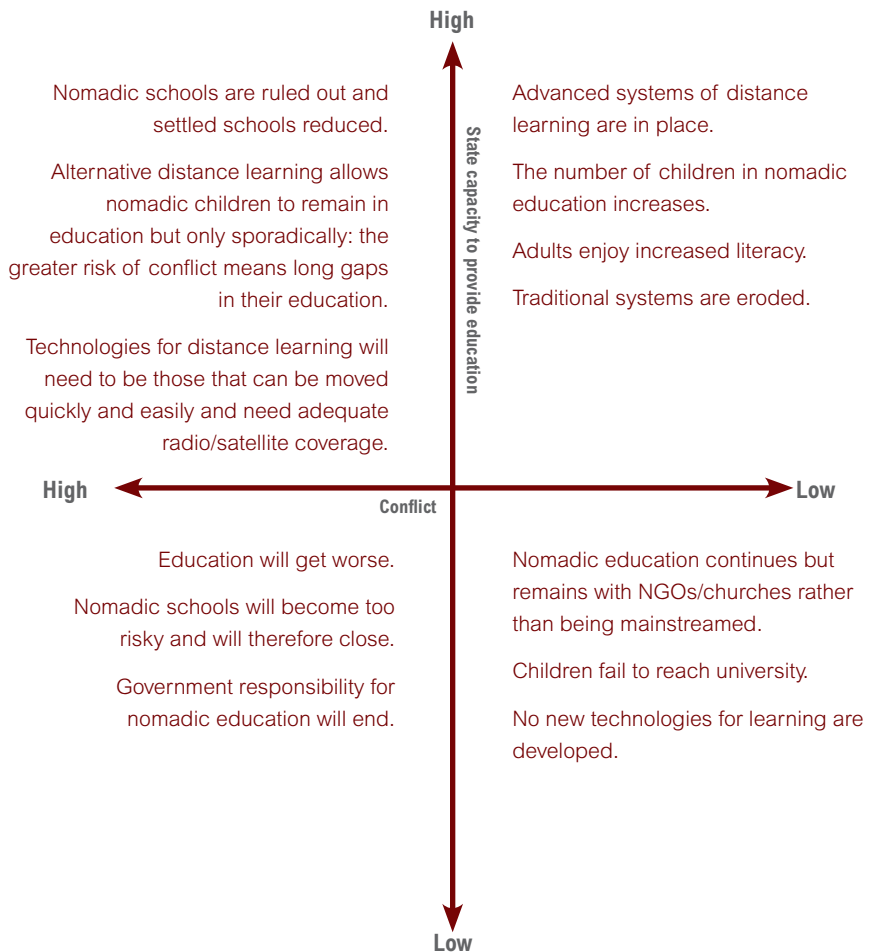 High
Nomadic schools are ruled out and
settled schools reduced.
Alternative distance learning allows
nomadic children to remain in
education but only sporadically: the
greater risk of conflict means long gaps
in their education.
Technologies for distance learning will
need to be those that can be moved
quickly and easily and need adequate
radio/satellite coverage.
State capacity to provide education
Advanced systems of distance
learning are in place.
The number of children in nomadic
education increases.
Adults enjoy increased literacy.
Traditional systems are eroded.
High
Conflict
Low
Education will get worse.
Nomadic schools will become too
risky and will therefore close.
Government responsibility for
nomadic education will end.
Nomadic education continues but
remains with NGOs/churches rather
than being mainstreamed.
Children fail to reach university.
No new technologies for learning are
developed.
Low